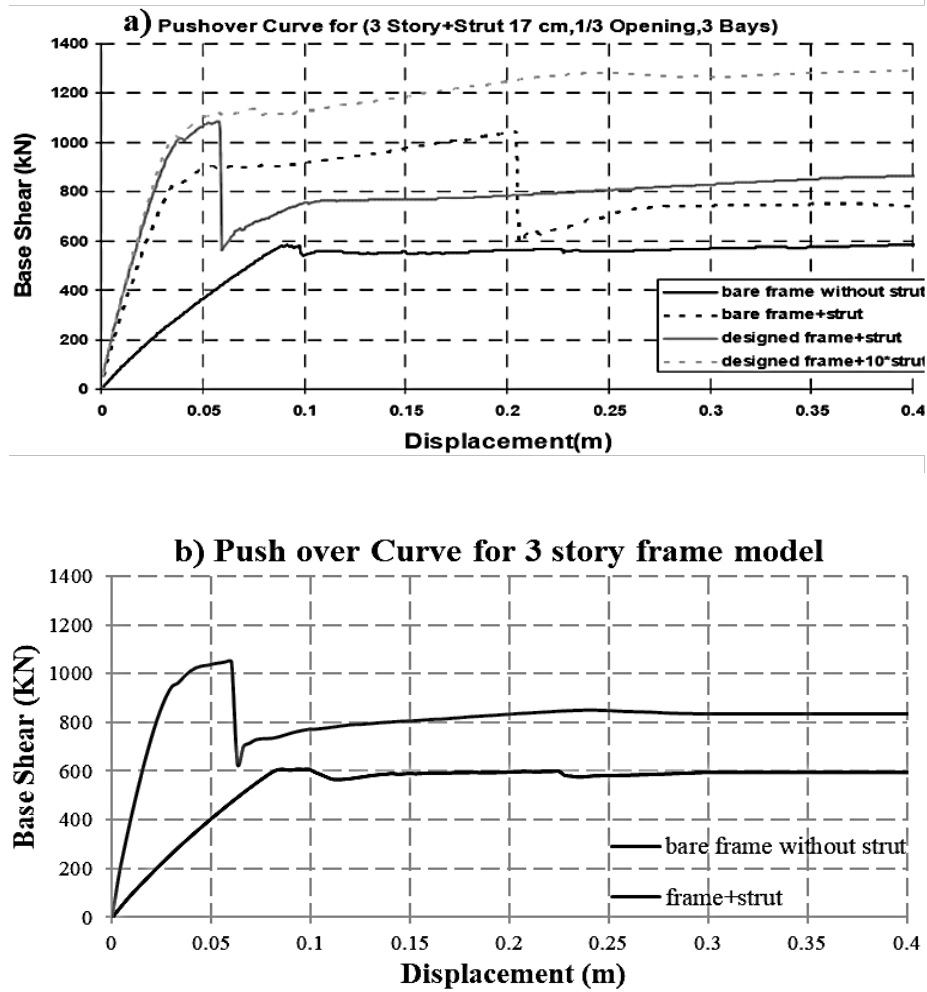 a) Pushover Curve for (3 Story+Strut 17 cm,1/3 Opening,3 Bays)
1400
1200
1000
800
600
400
200
0
Base Shear (kN)
bare frame without strut
bare frame+strut
designed frame+strut
designed frame+10*strut
0 0.05 0.1 0.15 0.2 0.25 0.3 0.35 0.4
Displacement(m)
b) Push over Curve for 3 story frame model
1400
1200
1000
800
600
400
200
0
Base Shear (KN)
bare frame without strut
frame+strut
0 0.05 0.1 0.15 0.2 0.25 0.3 0.35 0.4
Displacement (m)